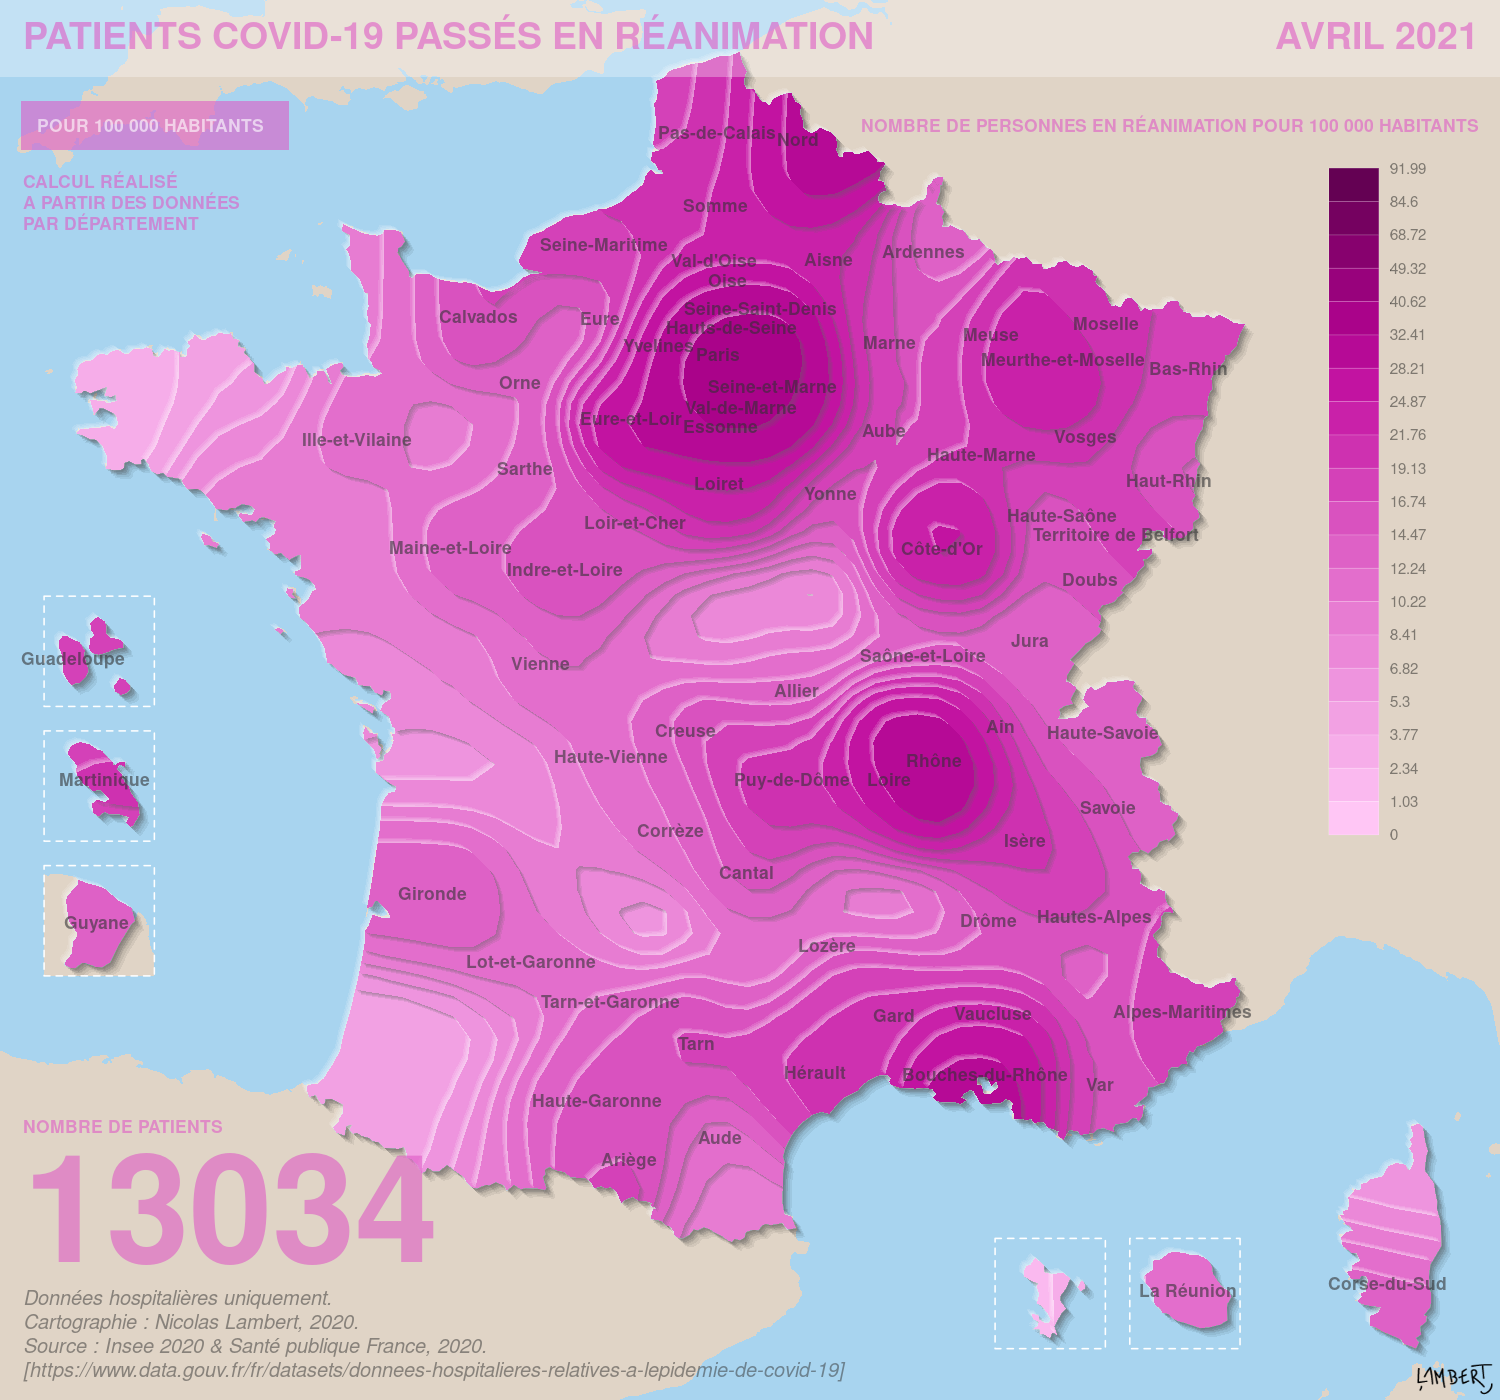 PATIENTS COVID-19 PASSÉS EN RÉANIMATION
AVRIL 2021
POUR 100 000 HABITANTS
CALCUL RÉALISÉ
A PARTIR DES DONNÉES
PAR DÉPARTEMENT
NOMBRE DE PERSONNES EN RÉANIMATION POUR 100 000 HABITANTS
91.99
84.6
68.72
49.32
40.62
32.41
28.21
24.87
21.76
19.13
16.74
14.47
12.24
10.22
8.41
6.82
5.3
3.77
2.34
1.03
0
Pas-de-Calais
Nord
Somme
Seine-Maritime
Val-d'Oise
Aisne
Ardennes
Oise
Seine-Saint-Denis
Calvados
Eure
Hauts-de-Seine
Moselle
Yvelines
Paris
Marne
Meuse
Meurthe-et-Moselle
Bas-Rhin
Orne
Seine-et-Marne
Val-de-Marne
Eure-et-Loir
Essonne
Aube
Ille-et-Vilaine
Vosges
Haute-Marne
Sarthe
Loiret
Yonne
Haut-Rhin
Loir-et-Cher
Haute-Saône
Territoire de Belfort
Maine-et-Loire
Côte-d'Or
Indre-et-Loire
Doubs
Jura
Guadeloupe
Vienne
Saône-et-Loire
Allier
Creuse
Ain
Haute-Savoie
Haute-Vienne
Rhône
Martinique
Puy-de-Dôme
Loire
Savoie
Corrèze
Isère
Cantal
Gironde
Guyane
Drôme
Hautes-Alpes
Lozère
Lot-et-Garonne
Tarn-et-Garonne
Gard
Vaucluse
Alpes-Maritimes
Tarn
Hérault
Bouches-du-Rhône
Var
Haute-Garonne
Aude
Ariège
La Réunion
Corse-du-Sud
NOMBRE DE PATIENTS
13034
Données hospitalières uniquement.
Cartographie : Nicolas Lambert, 2020.
Source : Insee 2020 & Santé publique France, 2020.
[https://www.data.gouv.fr/fr/datasets/donnees-hospitalieres-relatives-a-lepidemie-de-covid-19]
LAMBERT